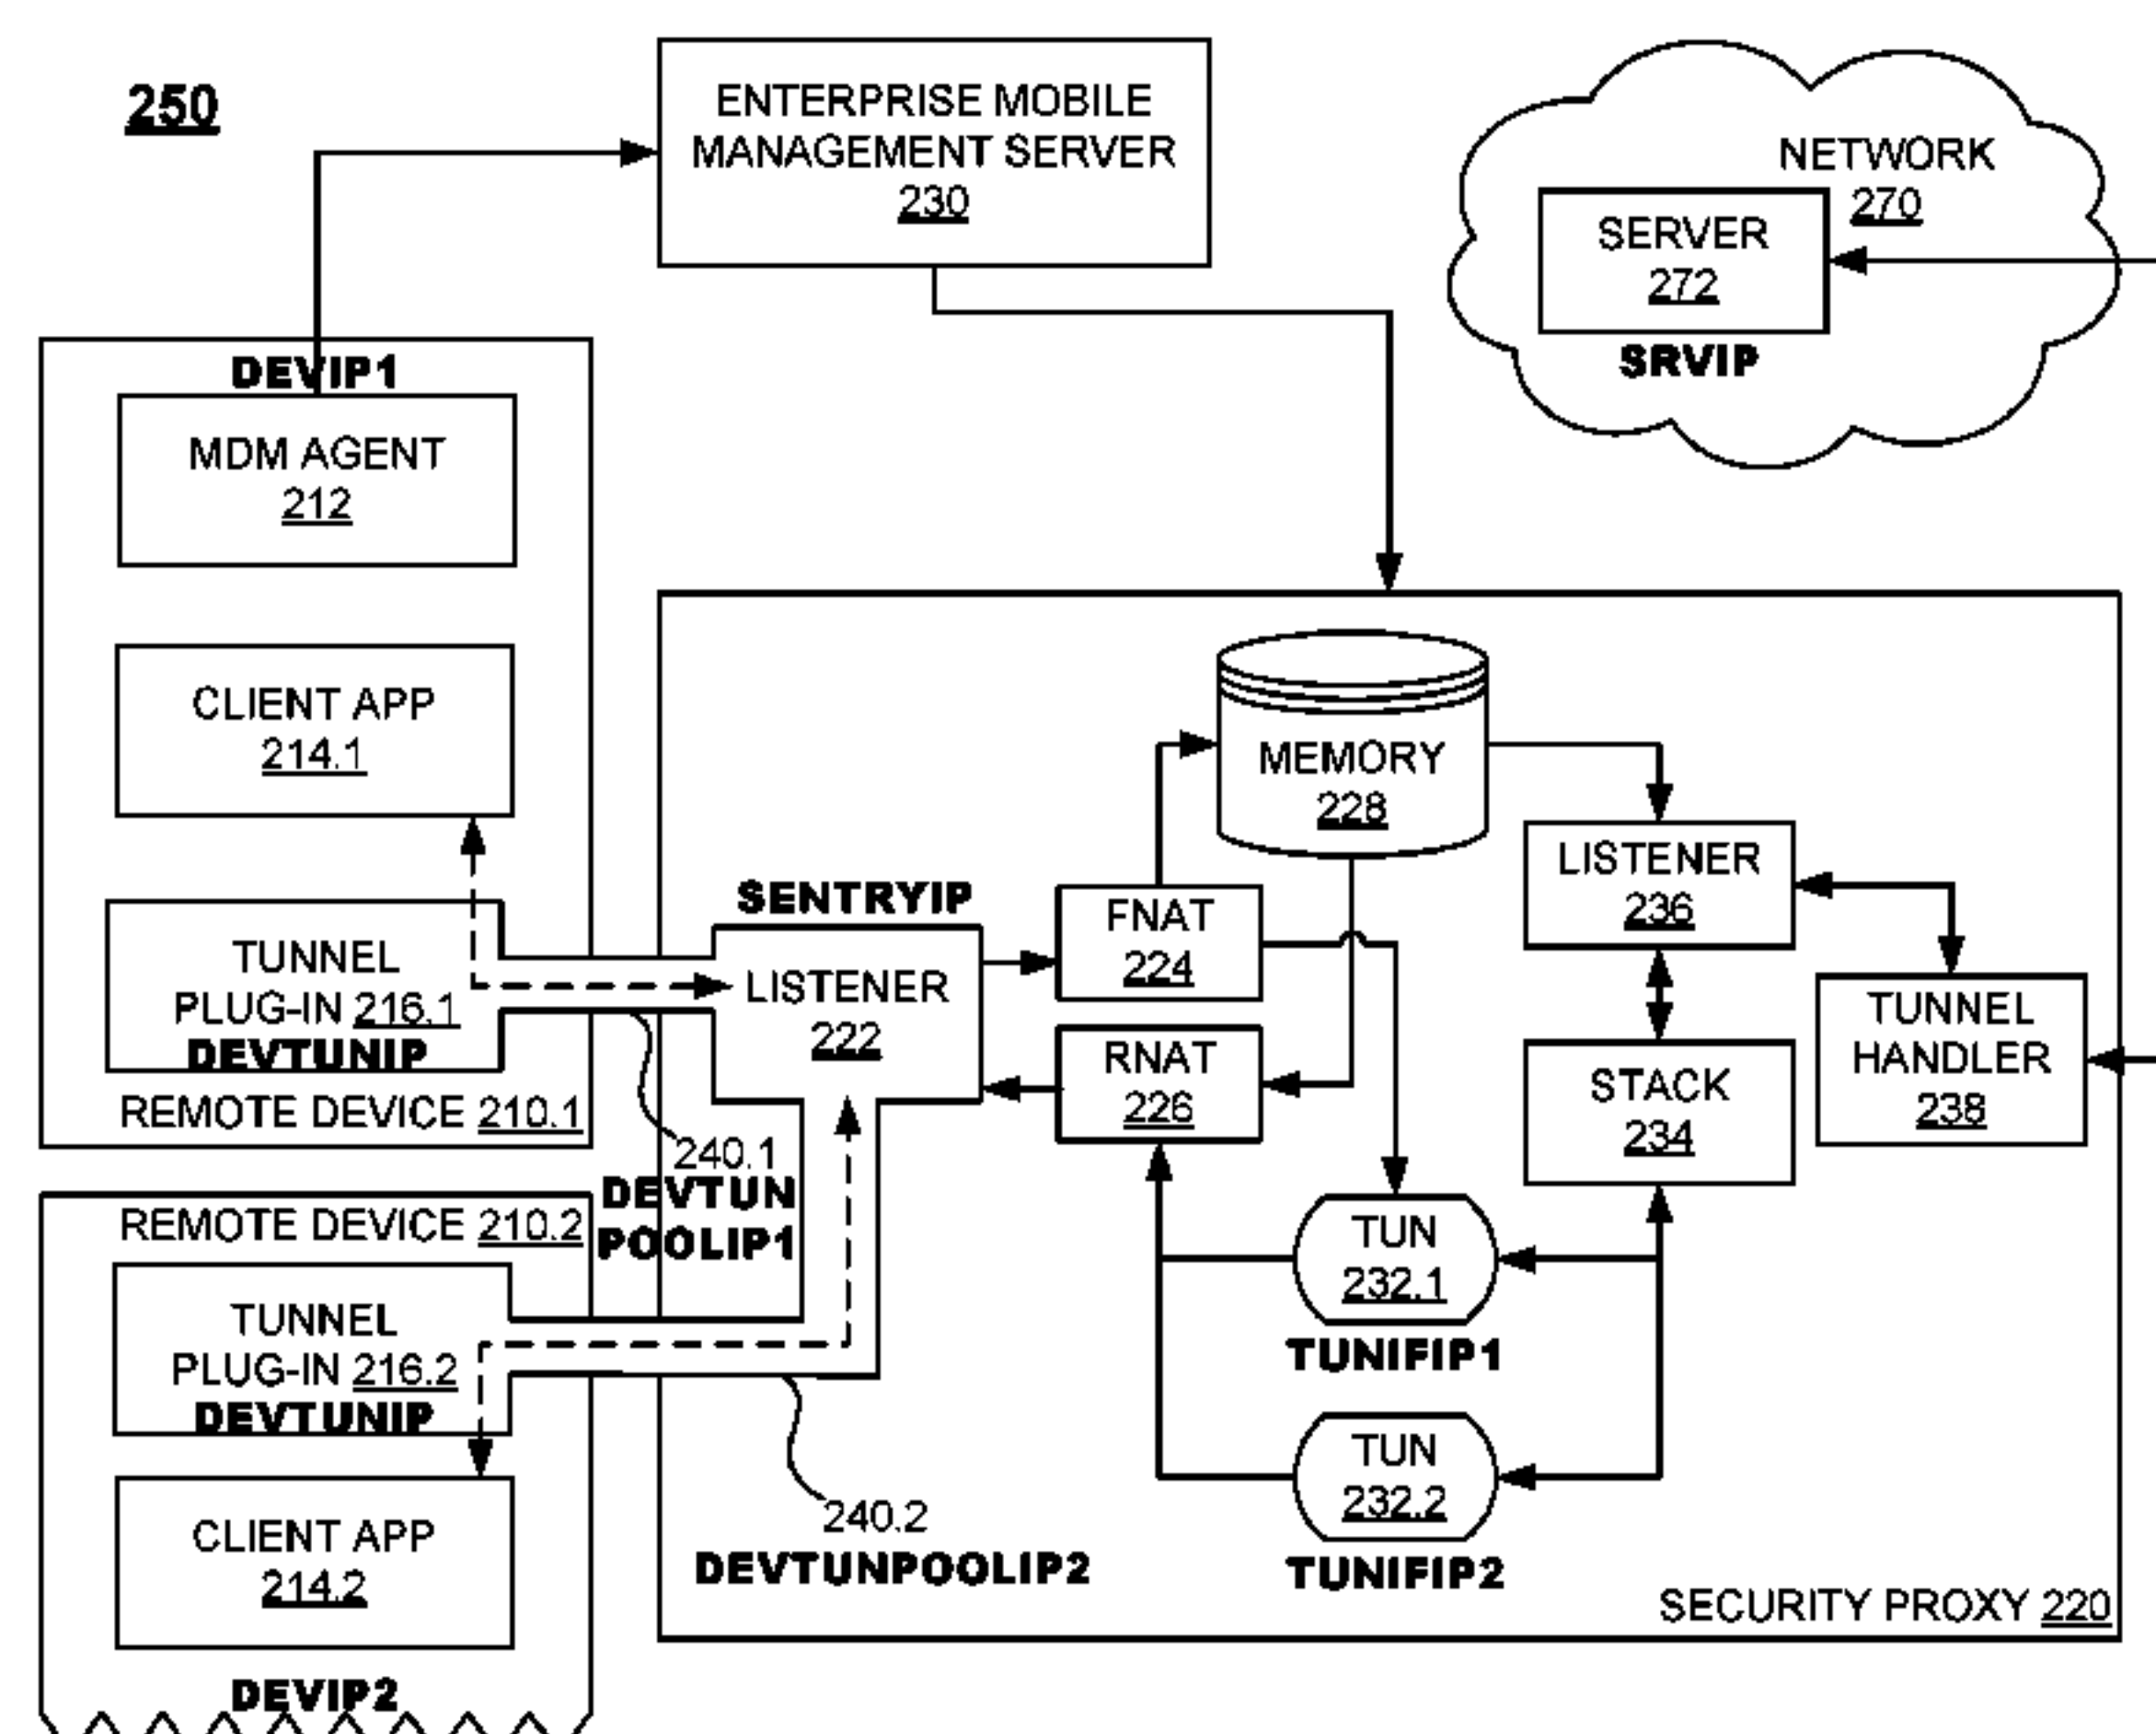 250
ENTERPRISE MOBILE
MANAGEMENT SERVER
230
NETWORK
270
SERVER
272
SRVIP
DEVIP1
MDM AGENT
212
CLIENT APP
214.1
TUNNEL
PLUG-IN 216.1
DEVTUNIP
REMOTE DEVICE 210.1
REMOTE DEVICE 210.2
TUNNEL
PLUG-IN 216.2
DEVTUNIP
CLIENT APP
214.2
DEVIP2
240.1
DEVTUN
POOLIP1
240.2
DEVTUNPOOLIP2
SENTRYIP
LISTENER
222
FNAT
224
RNAT
226
MEMORY
228
LISTENER
236
STACK
234
TUNNEL
HANDLER
238
TUN
232.1
TUNIFIP1
TUN
232.2
TUNIFIP2
SECURITY PROXY 220